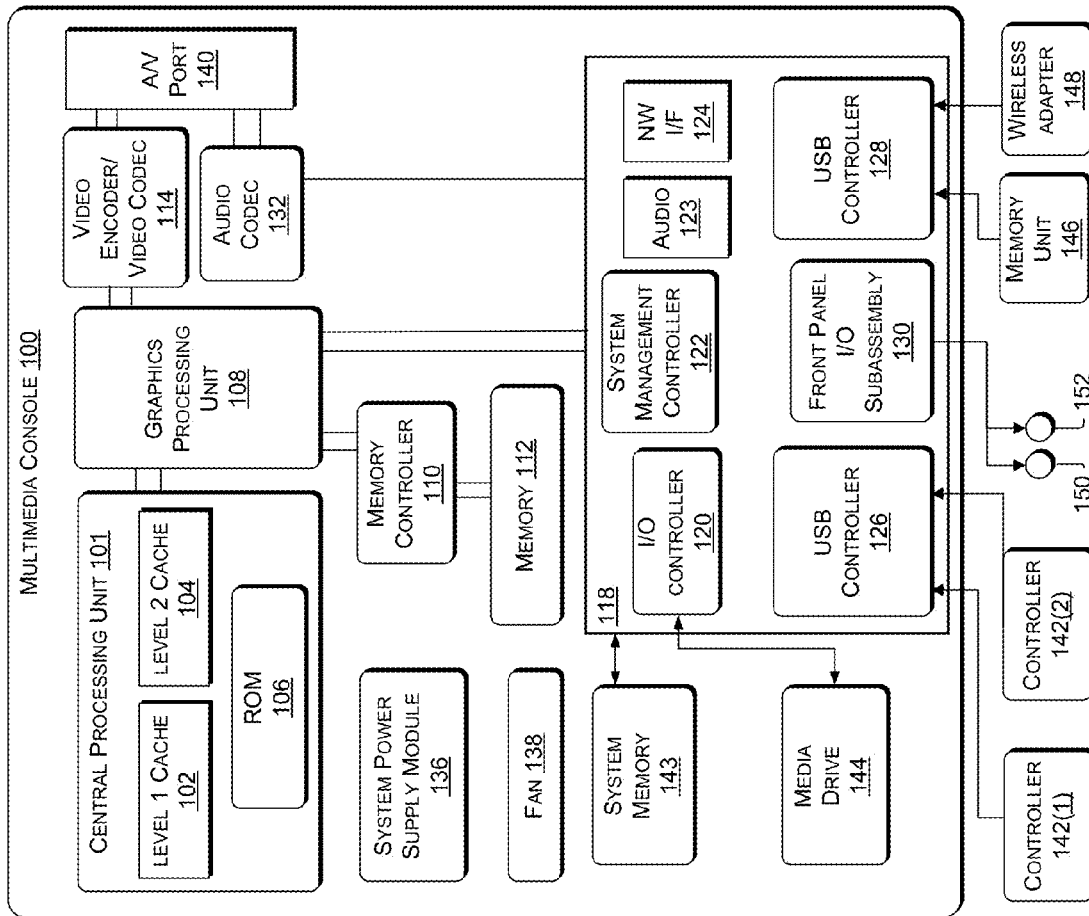 MULTIMEDIA CONSOLE 100
CENTRAL PROCESSING UNIT 101
LEVEL 1 CACHE
102
LEVEL 2 CACHE
104
ROM
106
GRAPHICS
PROCESSING
UNIT
108
VIDEO
ENCODER/
VIDEO CODEC
114
AUDIO
CODEC
132
A/V
PORT
140
SYSTEM POWER
SUPPLY MODULE
136
MEMORY
CONTROLLER
110
FAN 138
MEMORY 112
118
SYSTEM
MEMORY
143
I/O
CONTROLLER
120
SYSTEM
MANAGEMENT
CONTROLLER
122
AUDIO
123
NW
I/F
124
MEDIA
DRIVE
144
USB
CONTROLLER
126
FRONT PANEL
I/O
SUBASSEMBLY
130
USB
CONTROLLER
128
CONTROLLER
142(1)
CONTROLLER
142(2)
150
152
MEMORY
UNIT
146
WIRELESS
ADAPTER
148